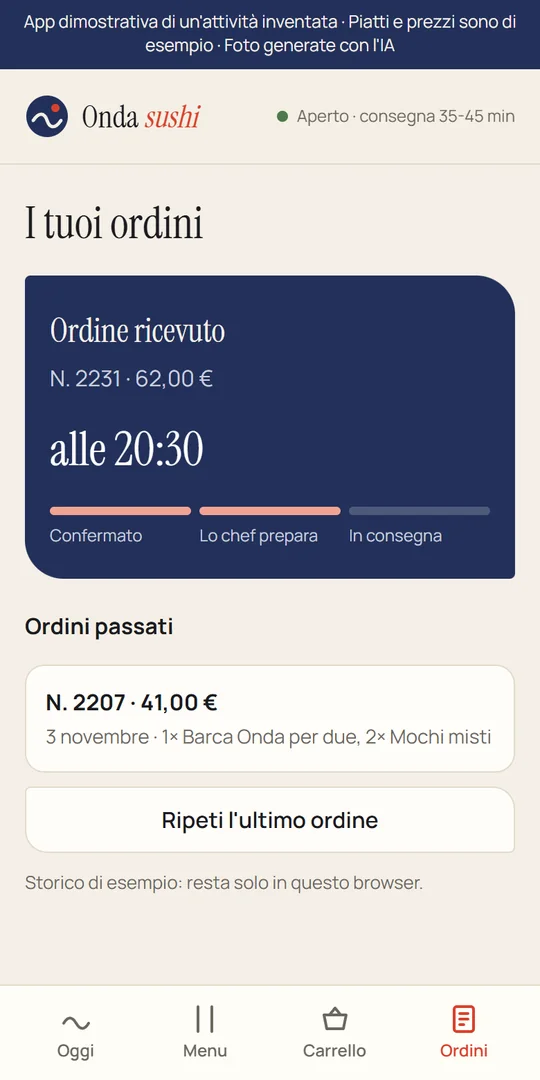 App dimostrativa di un'attività inventata · Piatti e prezzi sono di
esempio · Foto generate con l'IA
Onda sushi
Aperto · consegna 35-45 min
I tuoi ordini
Ordine ricevuto
N. 2231 · 62,00 €
alle 20:30
Confermato
Lo chef prepara
In consegna
Ordini passati
N. 2207 · 41,00 €
3 novembre · 1× Barca Onda per due, 2× Mochi misti
Ripeti l'ultimo ordine
Storico di esempio: resta solo in questo browser.
Oggi
Menu
Carrello
Ordini